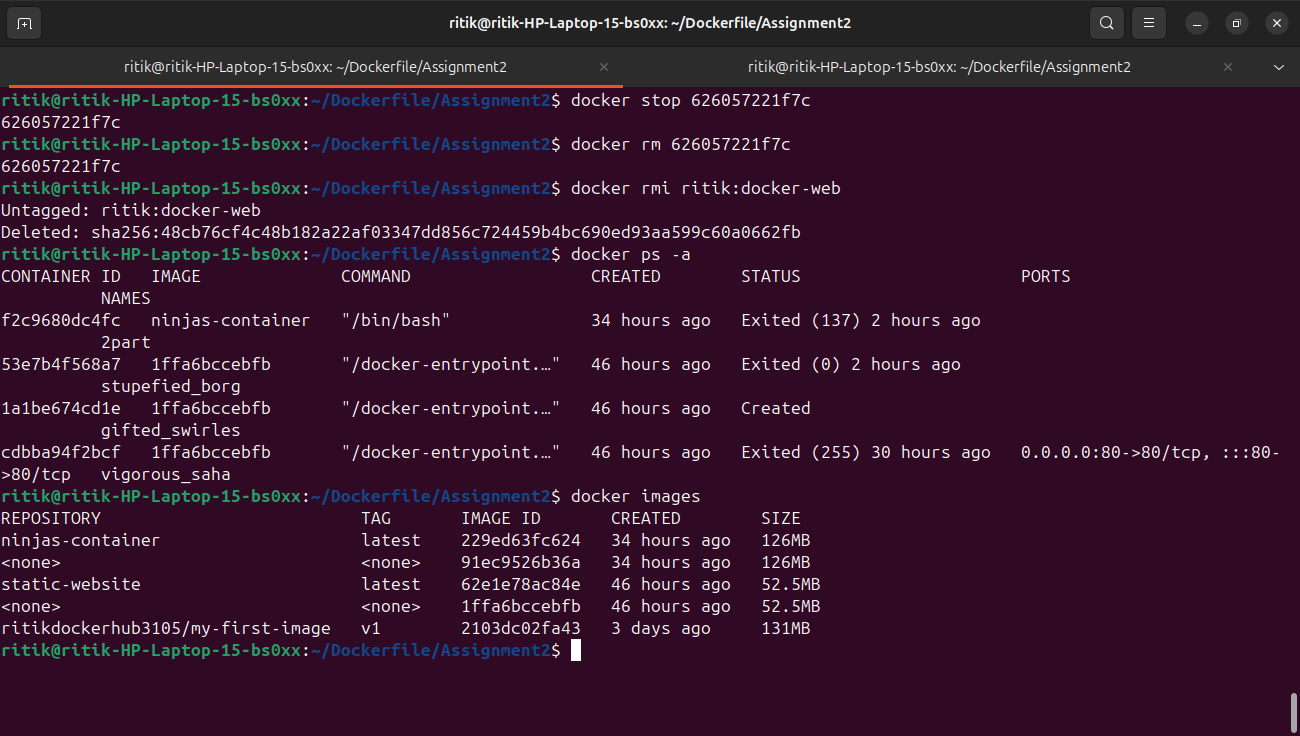 ritik@ritik-HP-Laptop-15-bs0xx: ~/Dockerfile/Assignment2
ritik@ritik-HP-Laptop-15-bs0xx: ~/Dockerfile/Assignment2 ritik@ritik-HP-Laptop-15-bs0xx: ~/Dockerfile/Assignment2
ritik@ritik-HP-Laptop-15-bs0xx:~/Dockerfile/Assignment2$ docker stop 626057221f7c
626057221f7c
ritik@ritik-HP-Laptop-15-bs0xx:~/Dockerfile/Assignment2$ docker rm 626057221f7c
626057221f7c
ritik@ritik-HP-Laptop-15-bs0xx:~/Dockerfile/Assignment2$ docker rmi ritik:docker-web
Untagged: ritik:docker-web
Deleted: sha256:48cb76cf4c48b182a22af03347dd856c724459b4bc690ed93aa599c60a0662fb
ritik@ritik-HP-Laptop-15-bs0xx:~/Dockerfile/Assignment2$ docker ps -a
CONTAINER ID   IMAGE              COMMAND                  CREATED        STATUS                      PORTS
          NAMES
f2c9680dc4fc   ninjas-container   "/bin/bash"              34 hours ago   Exited (137) 2 hours ago
          2part
53e7b4f568a7   1ffa6bccebfb       "/docker-entrypoint.…"   46 hours ago   Exited (0) 2 hours ago
          stupefied_borg
1a1be674cd1e   1ffa6bccebfb       "/docker-entrypoint.…"   46 hours ago   Created
          gifted_swirles
cdbba94f2bcf   1ffa6bccebfb       "/docker-entrypoint.…"   46 hours ago   Exited (255) 30 hours ago   0.0.0.0:80->80/tcp, :::80-
>80/tcp   vigorous_saha
ritik@ritik-HP-Laptop-15-bs0xx:~/Dockerfile/Assignment2$ docker images
REPOSITORY                          TAG       IMAGE ID       CREATED        SIZE
ninjas-container                    latest    229ed63fc624   34 hours ago   126MB
<none>                              <none>    91ec9526b36a   34 hours ago   126MB
static-website                      latest    62e1e78ac84e   46 hours ago   52.5MB
<none>                              <none>    1ffa6bccebfb   46 hours ago   52.5MB
ritikdockerhub3105/my-first-image   v1        2103dc02fa43   3 days ago     131MB
ritik@ritik-HP-Laptop-15-bs0xx:~/Dockerfile/Assignment2$